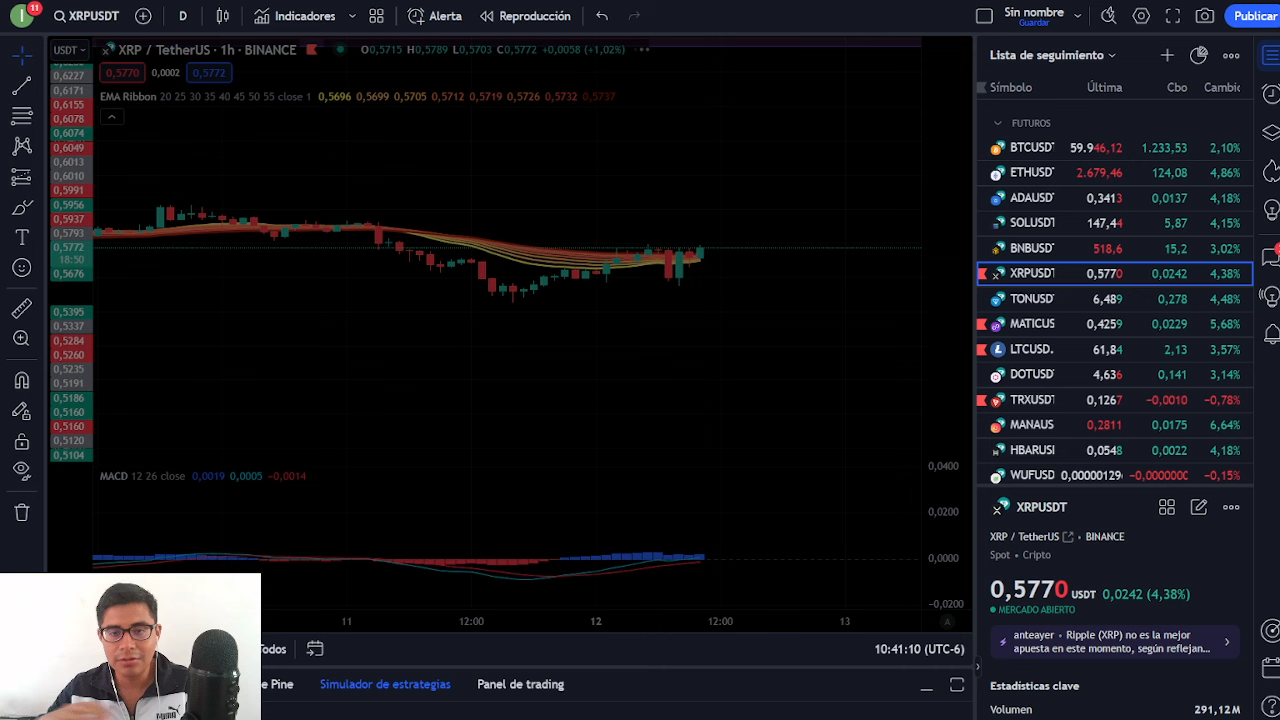 11
XRPUSDT
D
Indicadores
Alerta
Reproducción
Sin nombre
Guardar
Publicar
USDT
XRP / TetherUS · 1h · BINANCE
O0,5715 H0,5789 L0,5703 C0,5772 +0,0058 (+1,02%)
0,5770
0,0002
0,5772
EMA Ribbon 20 25 30 35 40 45 50 55 close 1 0,5696 0,5699 0,5705 0,5712 0,5719 0,5726 0,5732 0,5737
0,6227
0,6171
0,6155
0,6078
0,6074
0,6049
0,6013
0,6010
0,5991
0,5956
0,5937
0,5793
0,5772
18:50
0,5676
0,5395
0,5337
0,5284
0,5260
0,5235
0,5191
0,5186
0,5160
0,5160
0,5120
0,5104
MACD 12 26 close 0,0019 0,0005 −0,0014
0,0400
0,0200
0,0000
−0,0200
11
12:00
12
12:00
13
A
Todos
10:41:10 (UTC-6)
e Pine
Simulador de estrategias
Panel de trading
Lista de seguimiento
Símbolo Última Cbo Cambic
FUTUROS
BTCUSDT 59.946,12 1.233,53 2,10%
ETHUSDT 2.679,46 124,08 4,86%
ADAUSDT 0,3413 0,0137 4,18%
SOLUSDT 147,44 5,87 4,15%
BNBUSDT 518,6 15,2 3,02%
XRPUSDT 0,5770 0,0242 4,38%
TONUSDT 6,489 0,278 4,48%
MATICUS 0,4259 0,0229 5,68%
LTCUSD. 61,84 2,13 3,57%
DOTUSDT 4,636 0,141 3,14%
TRXUSDT 0,1267 −0,0010 −0,78%
MANAUS 0,2811 0,0175 6,64%
HBARUSI 0,0548 0,0022 4,18%
WUFUSD 0,00000129 −0,0000000 −0,15%
XRPUSDT
XRP / TetherUS · BINANCE
Spot · Cripto
0,5770 USDT 0,0242 (4,38%)
MERCADO ABIERTO
anteayer · Ripple (XRP) no es la mejor
apuesta en este momento, según reflejan...
Estadísticas clave
Volumen 291,12 M
PUMA